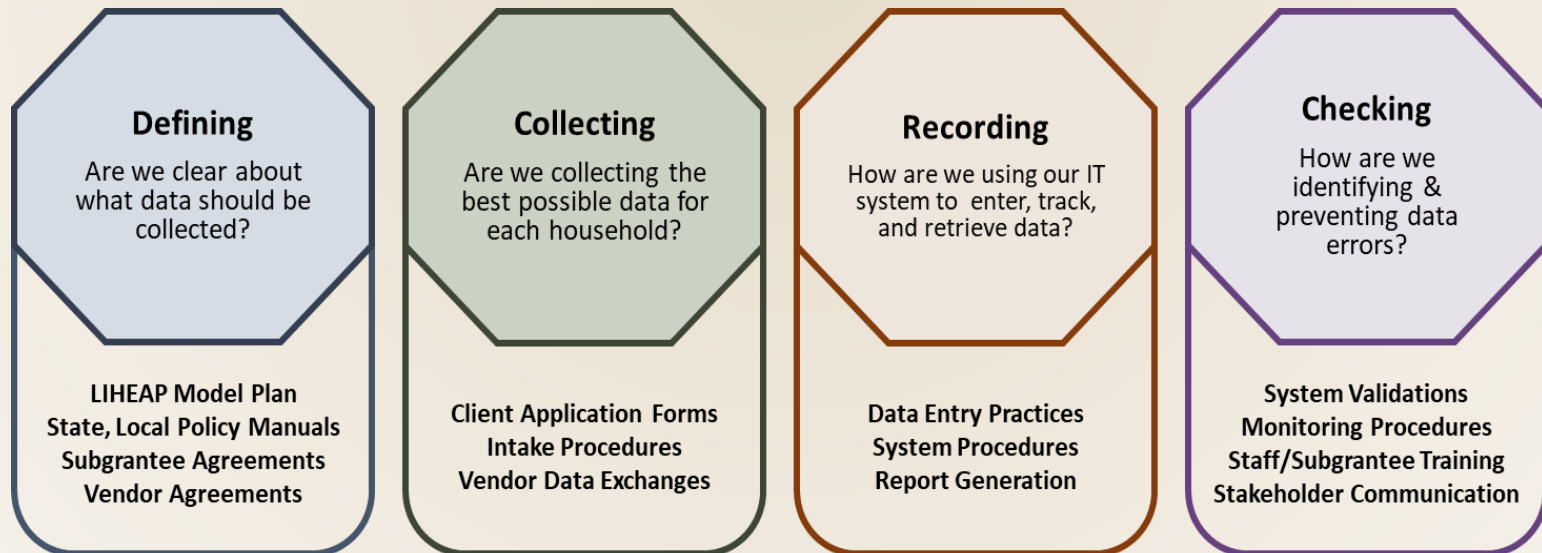 Defining
Are we clear about
what data should be
collected?
LIHEAP Model Plan
State, Local Policy Manuals
Subgrantee Agreements
Vendor Agreements
Collecting
Are we collecting the
best possible data for
each household?
Client Application Forms
Intake Procedures
Vendor Data Exchanges
Recording
How are we using our IT
system to enter, track,
and retrieve data?
Data Entry Practices
System Procedures
Report Generation
Checking
How are we
identifying &
preventing data
errors?
System Validations
Monitoring Procedures
Staff/Subgrantee Training
Stakeholder Communication